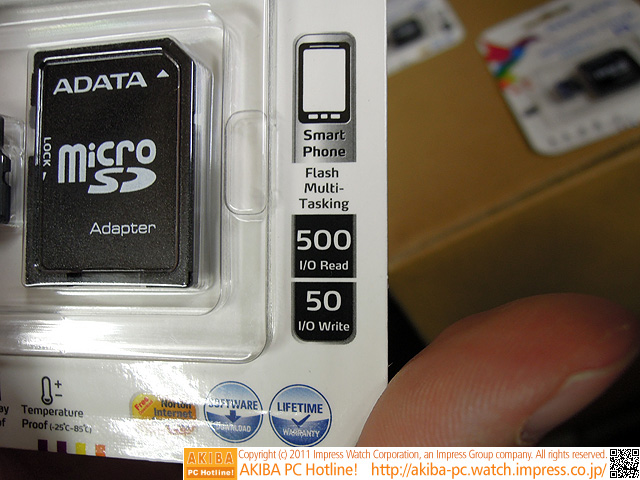 ADATA
LOCK
Micro
SD
Adapter
Smart
Phone
Flash
Multi-
Tasking
500
I/O Read
50
I/O Write
Temperature
Proof (-25˚C~85˚C)
Free
Norton
Internet
SOFTWARE
DOWNLOAD
LIFETIME
WARRANTY
AKIBA
PC Hotline!
Copyright (c) 2011 Impress Watch Corporation, an Impress Group company. All rights reserved.
AKIBA PC Hotline! http://akiba-pc.watch.impress.co.jp/